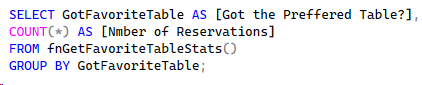 SELECT GotFavoriteTable AS [Got the Preffered Table?],
COUNT(*) AS [Nmber of Reservations]
FROM fnGetFavoriteTableStats()
GROUP BY GotFavoriteTable;